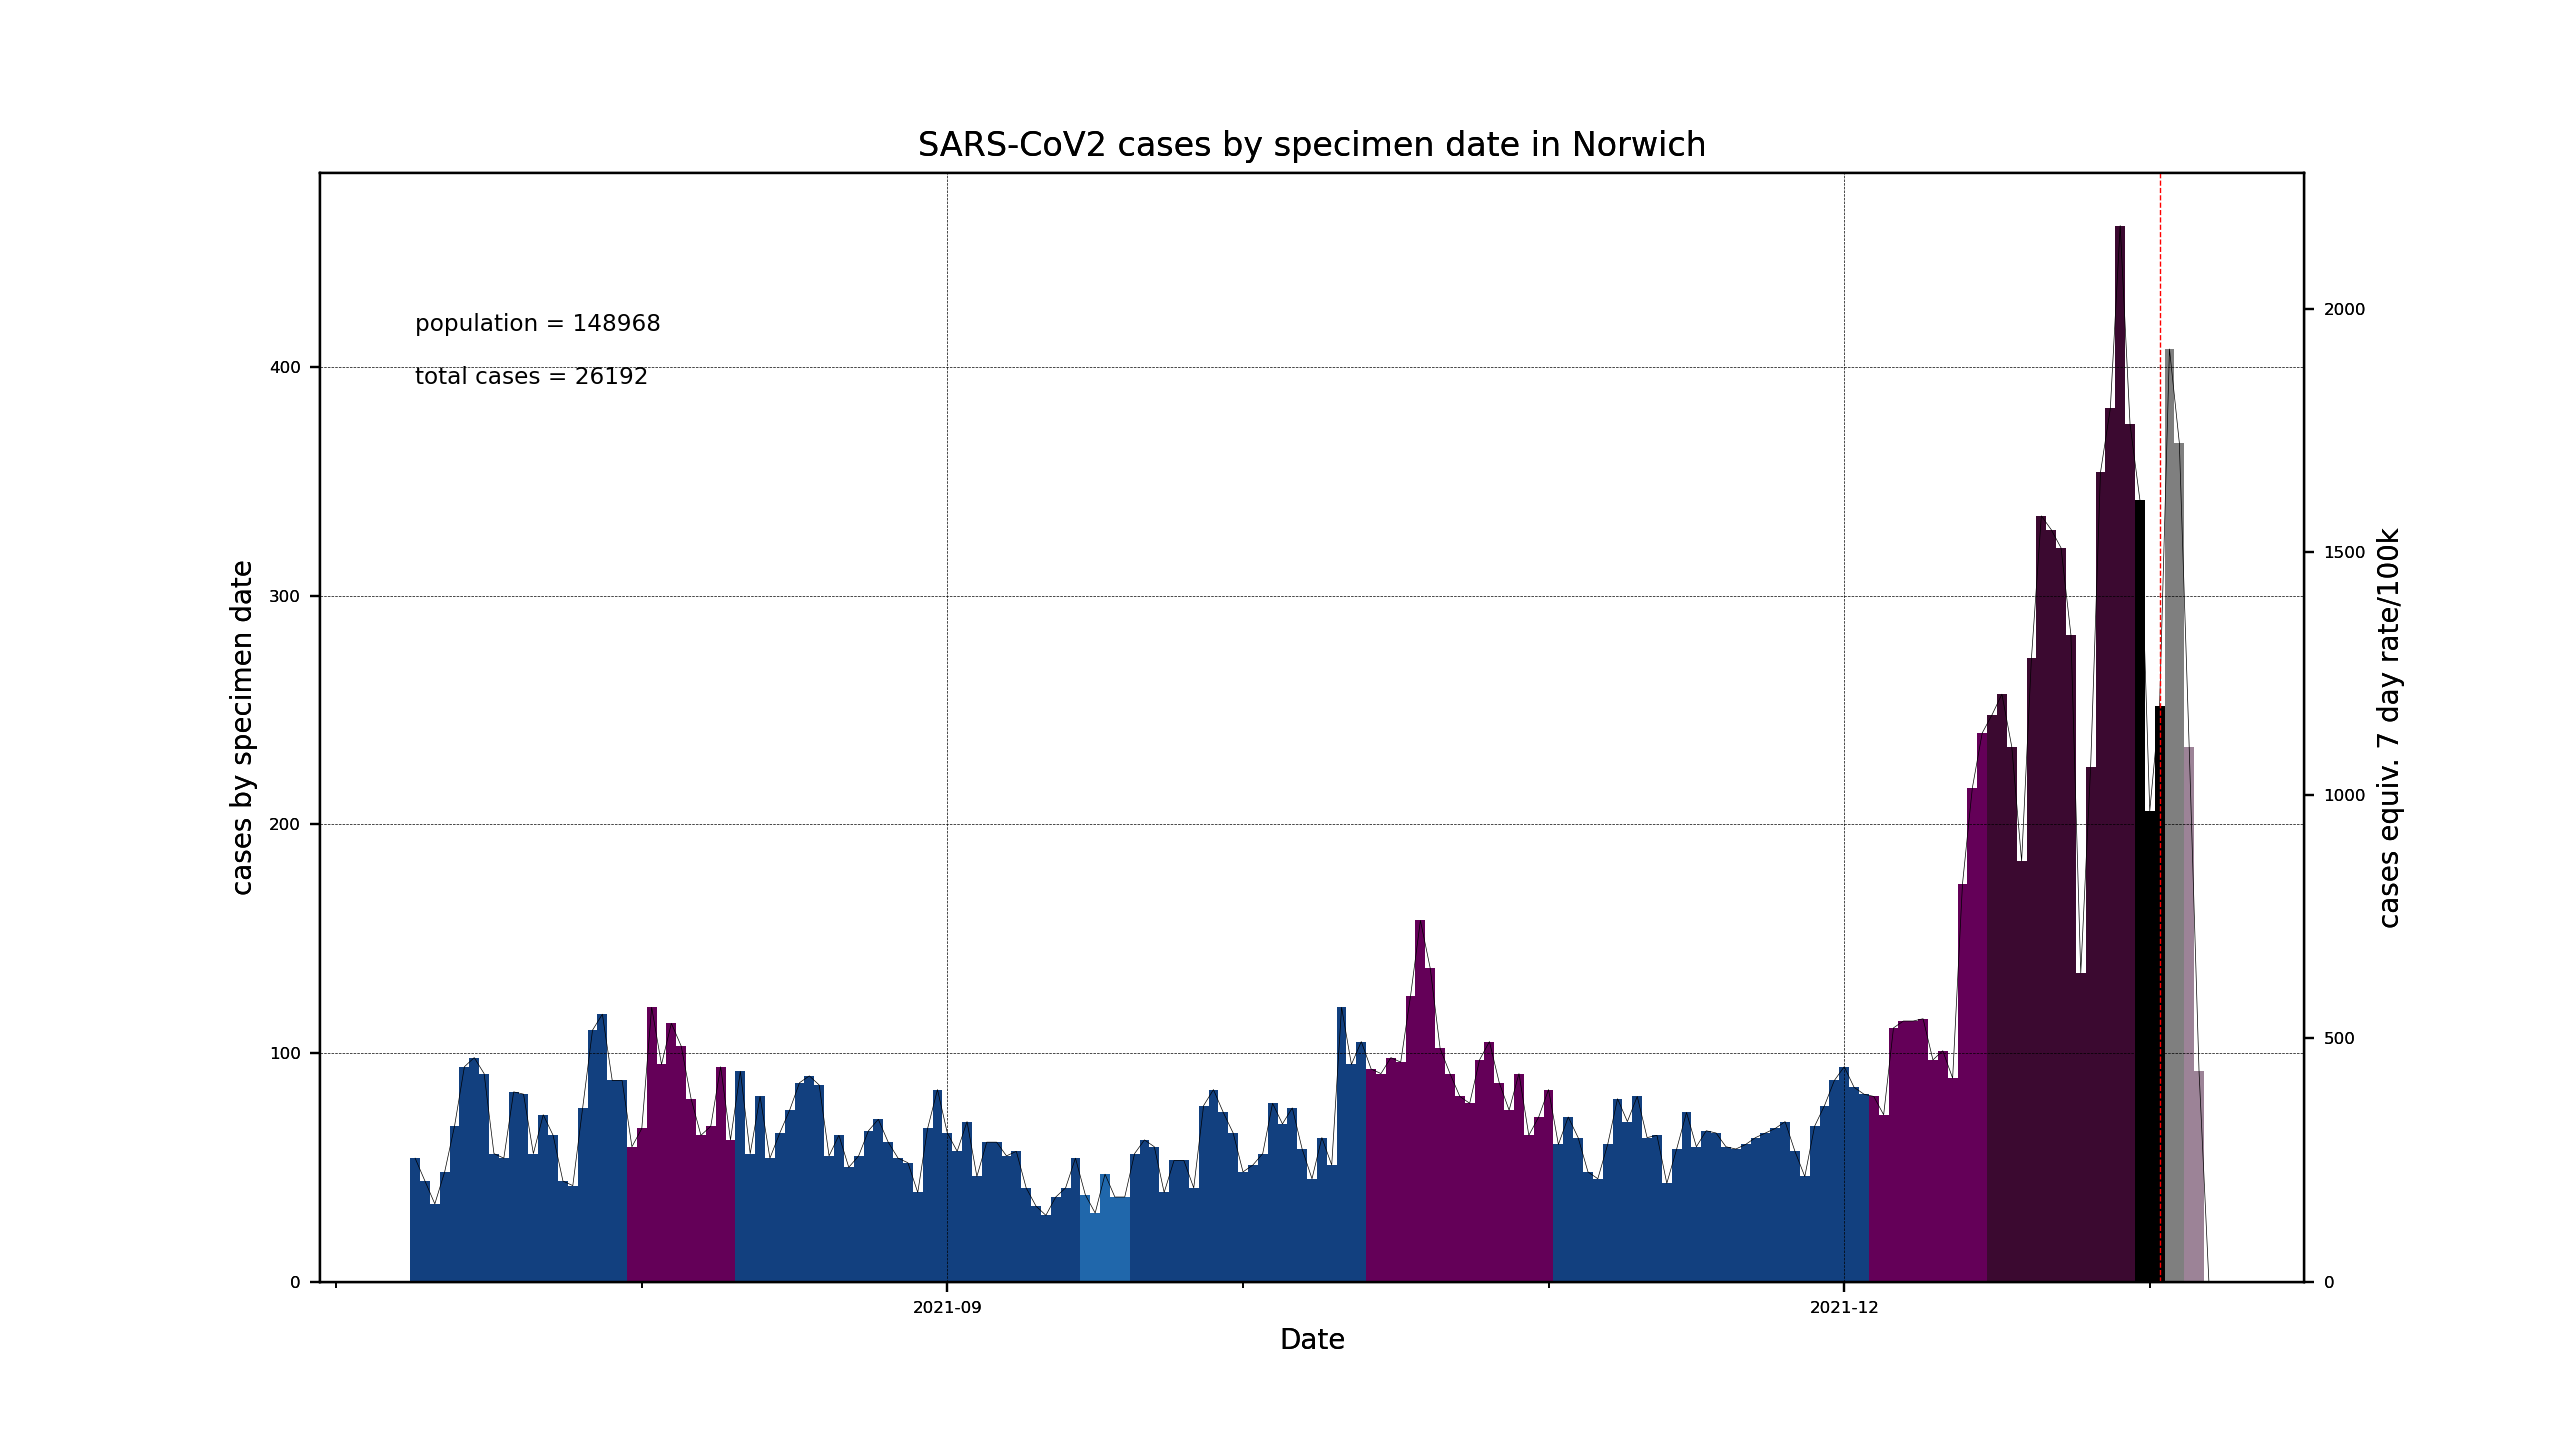 SARS-CoV2 cases by specimen date in Norwich
population = 148968
total cases = 26192
cases by specimen date
400
300
200
100
0
2000
1500
1000
500
0
cases equiv. 7 day rate/100k
2021-09
2021-12
Date